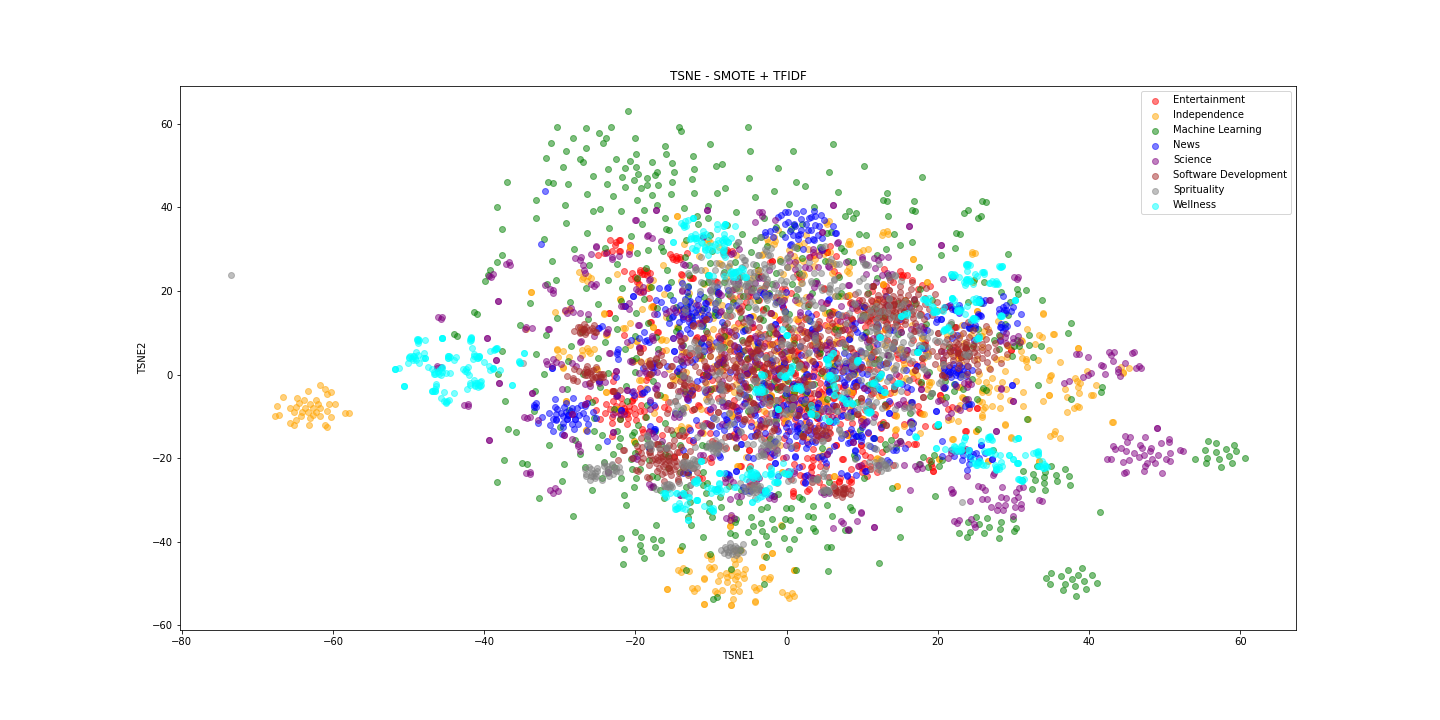 TSNE - SMOTE + TFIDF
Entertainment
Independence
Machine Learning
News
Science
Software Development
Sprituality
Wellness
60
40
20
0
−20
−40
−60
TSNE2
−80
−60
−40
−20
0
20
40
60
TSNE1